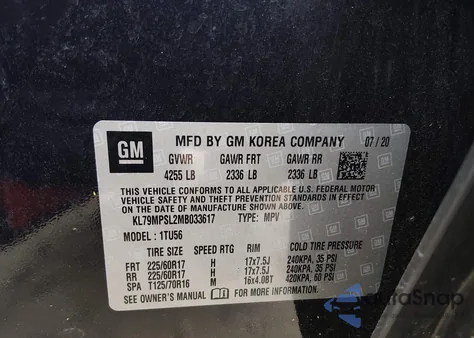 GM
MFD BY GM KOREA COMPANY 07/20
GVWR GAWR FRT GAWR RR
4255 LB 2336 LB 2336 LB
THIS VEHICLE CONFORMS TO ALL APPLICABLE U.S. FEDERAL MOTOR
VEHICLE SAFETY AND THEFT PREVENTION STANDARDS IN EFFECT
ON THE DATE OF MANUFACTURE SHOWN ABOVE.
KL79MPSL2MB033617 TYPE: MPV
MODEL: 1TU56
TIRE SIZE SPEED RTG RIM COLD TIRE PRESSURE
FRT 225/60R17 H 17x7.5J 240KPA, 35 PSI
RR 225/60R17 H 17x7.5J 240KPA, 35 PSI
SPA T125/70R16 M 16x4.0BT 420KPA, 60 PSI
SEE OWNER'S MANUAL FOR MORE INFORMATION
AutoSnap